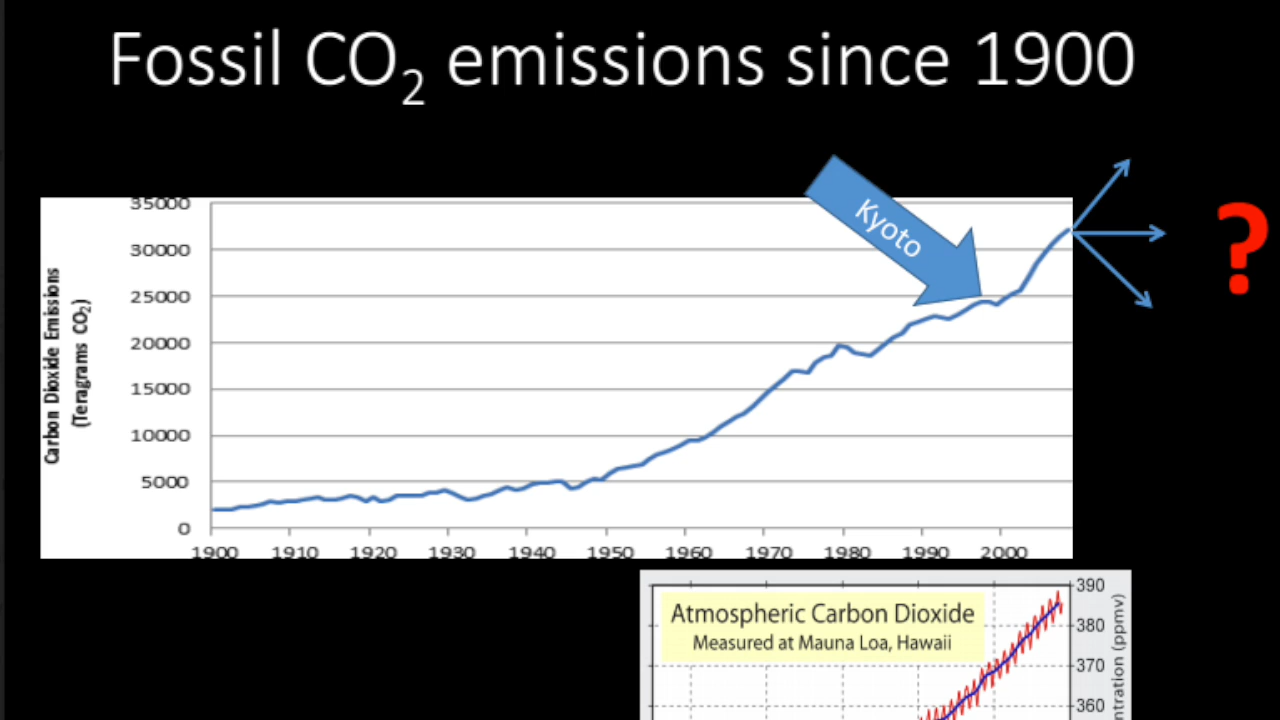 Fossil CO₂ emissions since 1900
Kyoto
?
Carbon Dioxide Emissions
(Teragrams CO₂)
35000
30000
25000
20000
15000
10000
5000
0
1900 1910 1920 1930 1940 1950 1960 1970 1980 1990 2000
Atmospheric Carbon Dioxide
Measured at Mauna Loa, Hawaii
390
380
370
360
(ppmv)